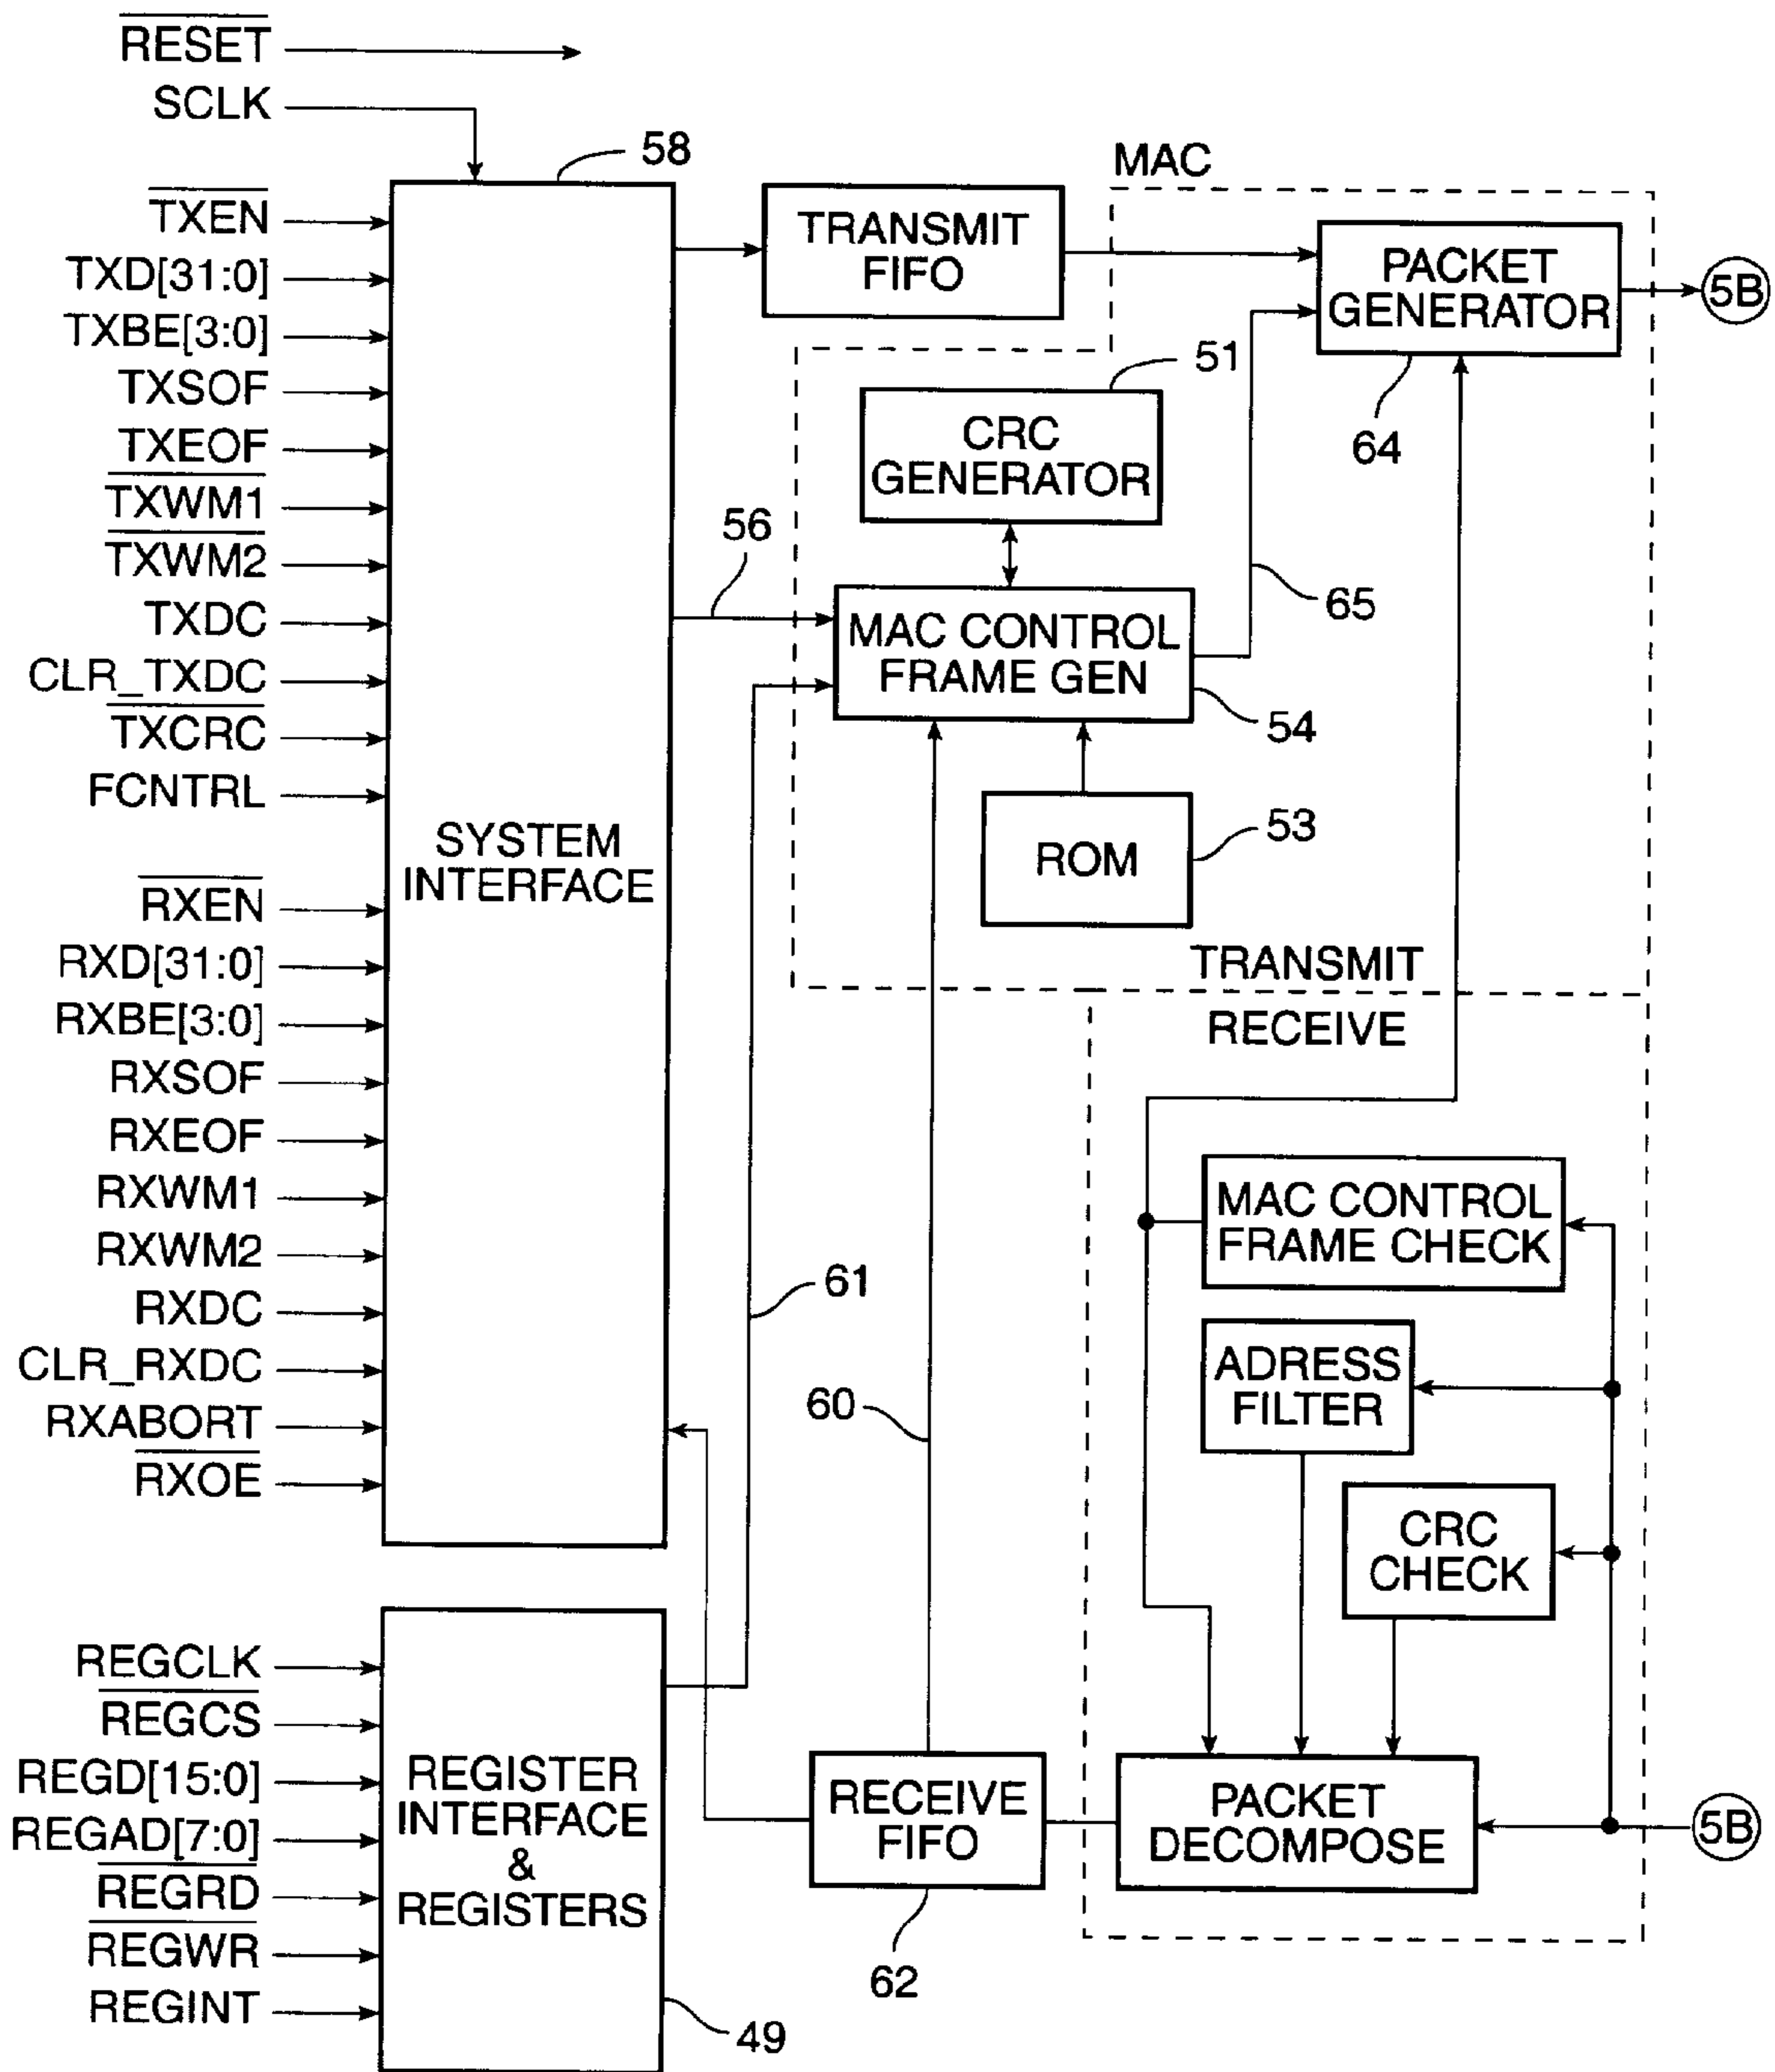 RESET
SCLK
58
MAC
TXEN
TXD[31:0]
TXBE[3:0]
TXSOF
TXEOF
TXWM1
TXWM2
TXDC
CLR_TXDC
TXCRC
FCNTRL
RXEN
RXD[31:0]
RXBE[3:0]
RXSOF
RXEOF
RXWM1
RXWM2
RXDC
CLR_RXDC
RXABORT
RXOE
SYSTEM
INTERFACE
TRANSMIT
FIFO
PACKET
GENERATOR
5B
64
51
CRC
GENERATOR
56
65
MAC CONTROL
FRAME GEN
54
ROM
53
TRANSMIT
RECEIVE
MAC CONTROL
FRAME CHECK
61
ADRESS
FILTER
60
CRC
CHECK
REGCLK
REGCS
REGD[15:0]
REGAD[7:0]
REGRD
REGWR
REGINT
REGISTER
INTERFACE
&
REGISTERS
49
RECEIVE
FIFO
62
PACKET
DECOMPOSE
5B